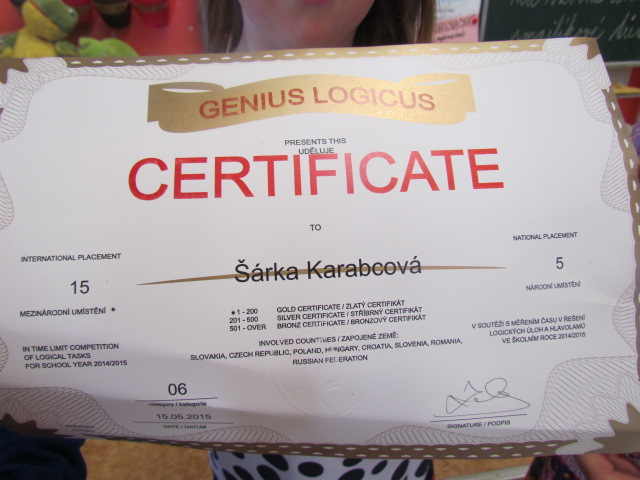 GENIUS LOGICUS
PRESENTS THIS
UDĚLUJE
CERTIFICATE
TO
INTERNATIONAL PLACEMENT
15
MEZINÁRODNÍ UMÍSTĚNÍ *
Šárka Karabcová
NATIONAL PLACEMENT
5
NÁRODNÍ UMÍSTĚNÍ
* 1 - 200 GOLD CERTIFICATE / ZLATÝ CERTIFIKÁT
201 - 500 SILVER CERTIFICATE / STŘÍBRNÝ CERTIFIKÁT
501 - OVER BRONZ CERTIFICATE / BRONZOVÝ CERTIFIKÁT
INVOLVED COUNTRIES / ZAPOJENÉ ZEMĚ:
SLOVAKIA, CZECH REPUBLIC, POLAND, HUNGARY, CROATIA, SLOVENIA, ROMANIA,
RUSSIAN FEDERATION
IN TIME LIMIT COMPETITION
OF LOGICAL TASKS
FOR SCHOOL YEAR 2014/2015
V SOUTĚŽI S MĚŘENÍM ČASU V ŘEŠENÍ
LOGICKÝCH ÚLOH A HLAVOLAMŮ
VE ŠKOLNÍM ROCE 2014/2015
06
category / kategorie
15.05.2015
DATE / DATUM
SIGNATURE / PODPIS